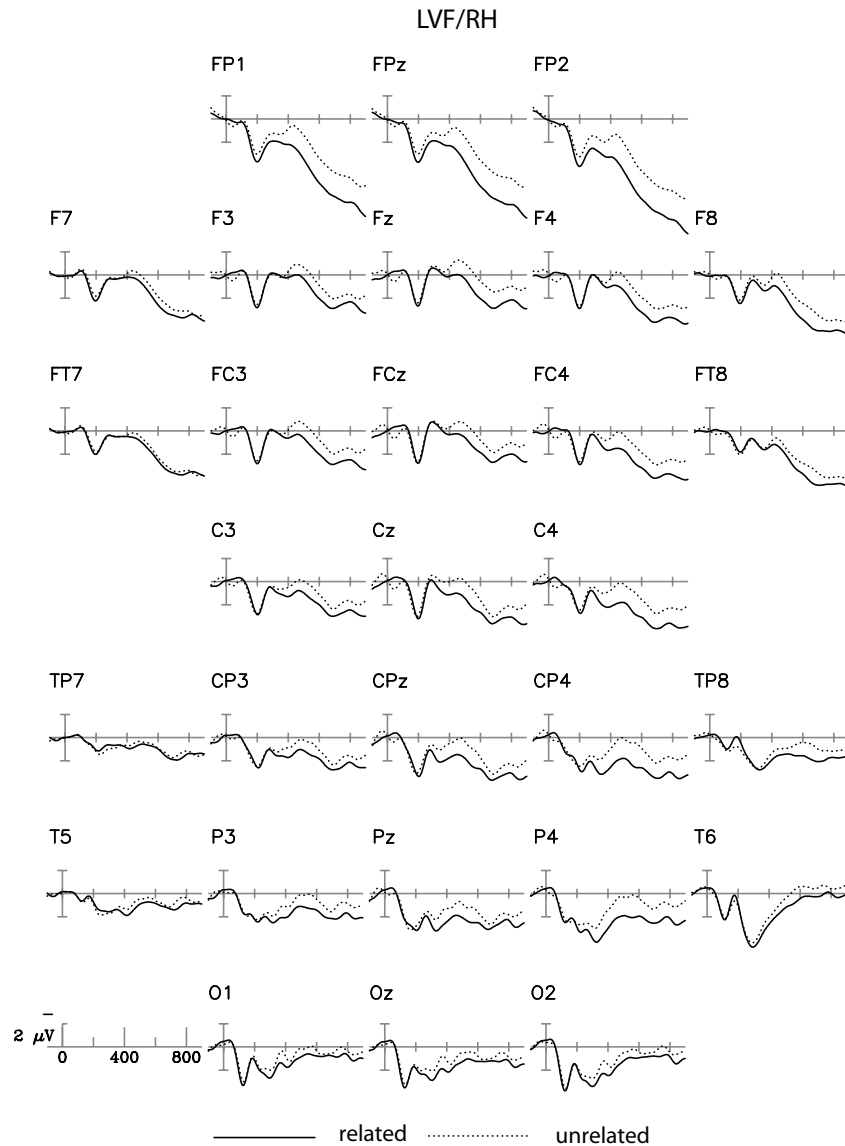 LVF/RH
FP1 FPz FP2
F7 F3 Fz F4 F8
FT7 FC3 FCz FC4 FT8
C3 Cz C4
TP7 CP3 CPz CP4 TP8
T5 P3 Pz P4 T6
O1 Oz O2
2 μV
0 400 800
related unrelated